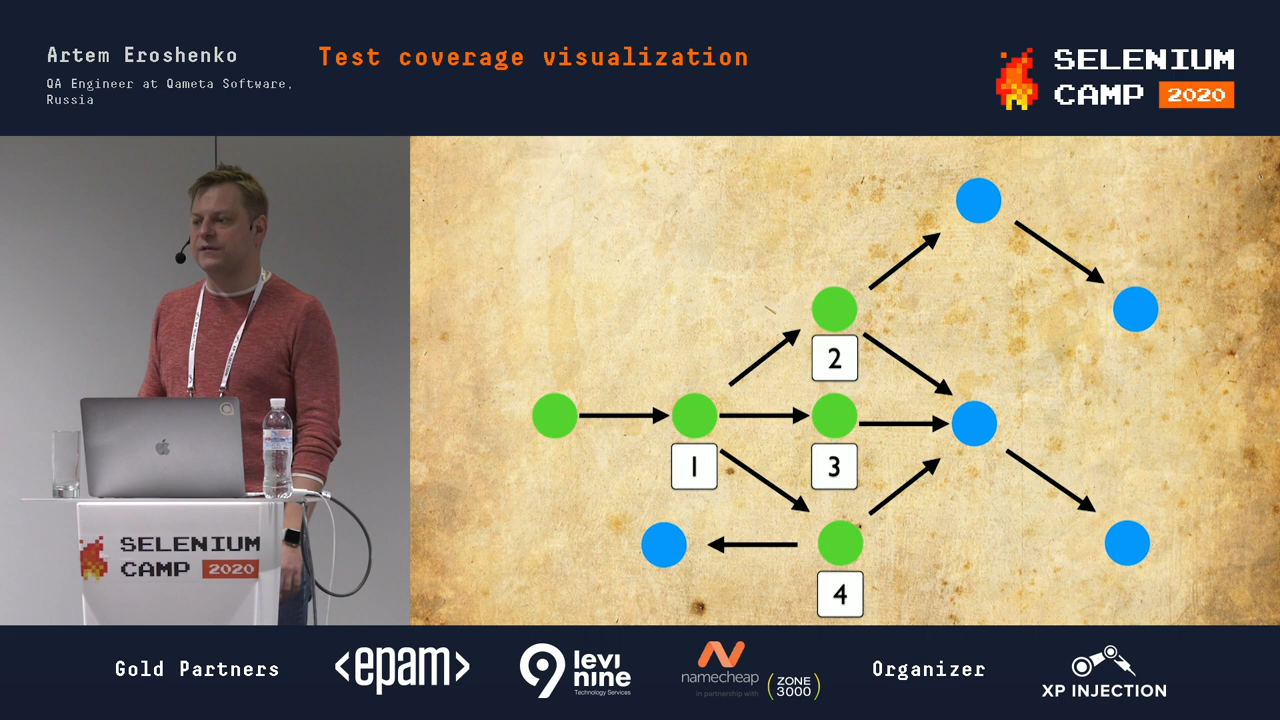 Artem Eroshenko
QA Engineer at Qameta Software,
Russia
Test coverage visualization
SELENIUM
CAMP 2020
2
1
3
4
SELENIUM
CAMP 2020
Gold Partners
<epam>
9 levi
nine
Technology Services
namecheap
in partnership with
ZONE
3000
Organizer
XP INJECTION